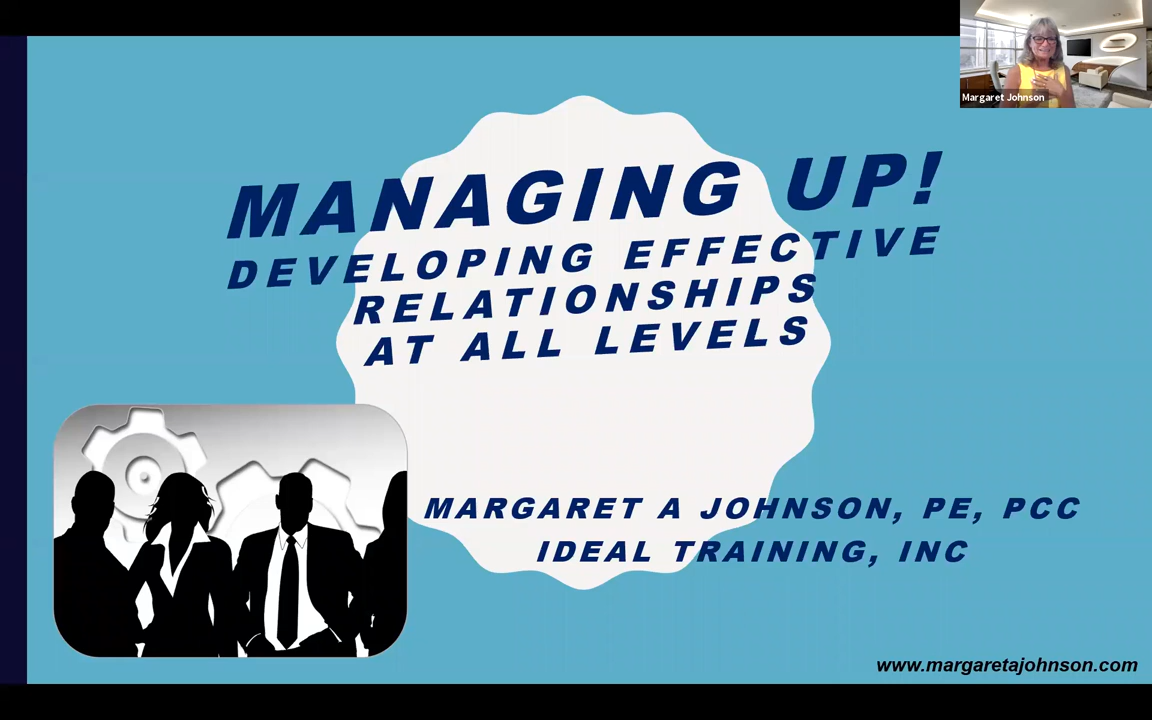 Margaret Johnson
MANAGING UP!
DEVELOPING EFFECTIVE
RELATIONSHIPS
AT ALL LEVELS
MARGARET A JOHNSON, PE, PCC
IDEAL TRAINING, INC
www.margaretajohnson.com